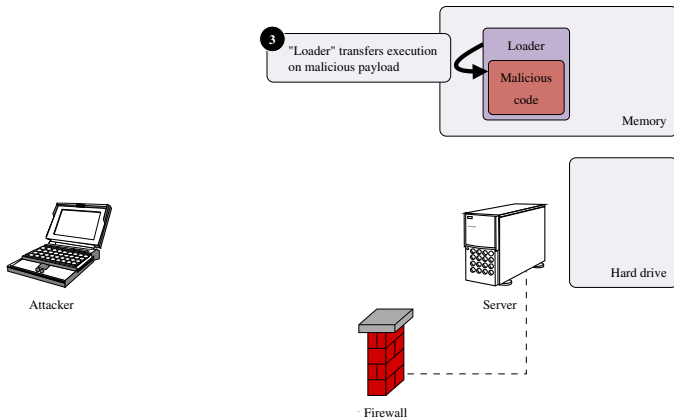 3
"Loader" transfers execution
on malicious payload
Loader
Malicious
code
Memory
Hard drive
Attacker
Server
Firewall